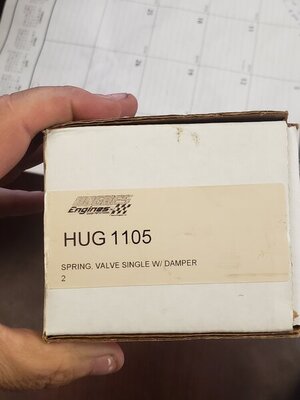 Engines
HUG 1105
SPRING, VALVE SINGLE W/ DAMPER
2